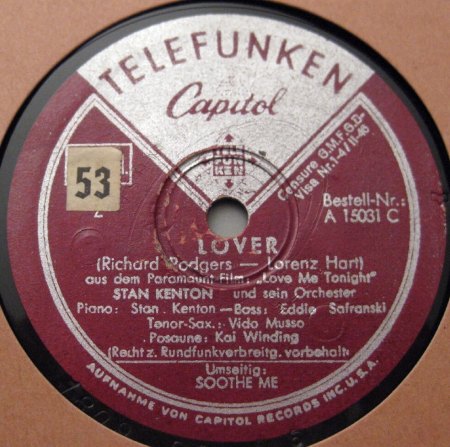 TELEFUNKEN
Capitol
Censure G.M.F.G.D-
Visa Nr.:1-4/II-46
53
Bestell-Nr.:
A 15031 C
LOVER
(Richard Rodgers — Lorenz Hart)
aus dem Paramount Film: „Love Me Tonight"
STAN KENTON und sein Orchester
Piano: Stan Kenton — Bass: Eddie Safranski
Tenor-Sax.: Vido Musso
Posaune: Kai Winding
(Recht z. Rundfunkverbreitg. vorbehalt.)
Umseitig:
SOOTHE ME
AUFNAHME VON CAPITOL RECORDS INC. U.S.A.